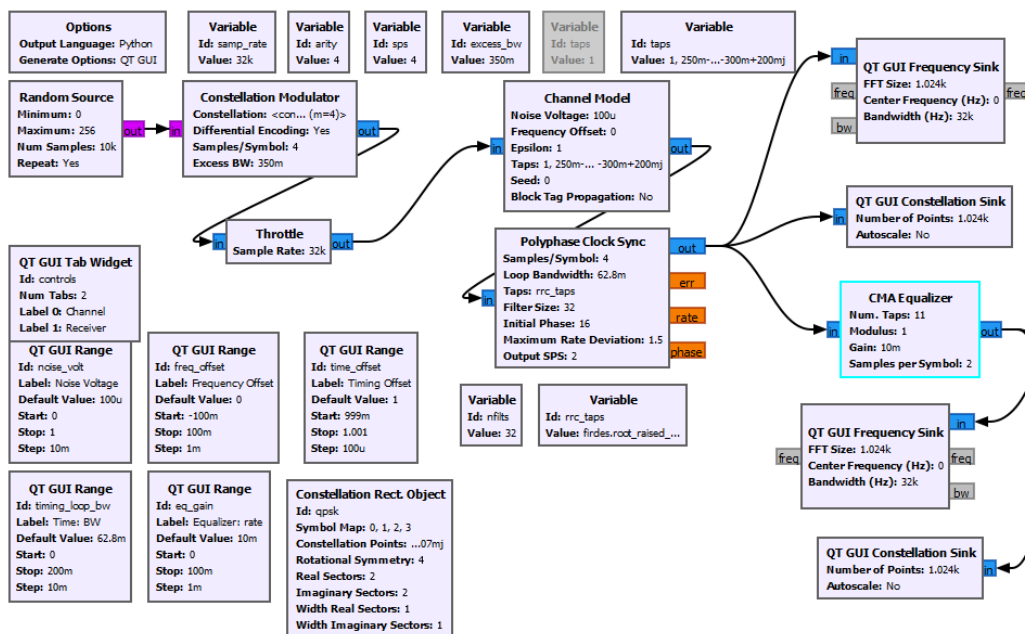 Options
Output Language: Python
Generate Options: QT GUI
Variable
Id: samp_rate
Value: 32k
Variable
Id: arity
Value: 4
Variable
Id: sps
Value: 4
Variable
Id: excess_bw
Value: 350m
Variable
Id: taps
Value: 1
Variable
Id: taps
Value: 1, 250m-...-300m+200mj
in
freq
bw
QT GUI Frequency Sink
FFT Size: 1.024k
Center Frequency (Hz): 0
Bandwidth (Hz): 32k
freq
Random Source
Minimum: 0
Maximum: 256
Num Samples: 10k
Repeat: Yes
out
in
Constellation Modulator
Constellation: <con... (m=4)>
Differential Encoding: Yes
Samples/Symbol: 4
Excess BW: 350m
out
in
Channel Model
Noise Voltage: 100u
Frequency Offset: 0
Epsilon: 1
Taps: 1, 250m-... -300m+200mj
Seed: 0
Block Tag Propagation: No
out
in
Throttle
Sample Rate: 32k
out
in
QT GUI Constellation Sink
Number of Points: 1.024k
Autoscale: No
in
Polyphase Clock Sync
Samples/Symbol: 4
Loop Bandwidth: 62.8m
Taps: rrc_taps
Filter Size: 32
Initial Phase: 16
Maximum Rate Deviation: 1.5
Output SPS: 2
out
err
rate
phase
QT GUI Tab Widget
Id: controls
Num Tabs: 2
Label 0: Channel
Label 1: Receiver
in
CMA Equalizer
Num. Taps: 11
Modulus: 1
Gain: 10m
Samples per Symbol: 2
out
QT GUI Range
Id: noise_volt
Label: Noise Voltage
Default Value: 100u
Start: 0
Stop: 1
Step: 10m
QT GUI Range
Id: freq_offset
Label: Frequency Offset
Default Value: 0
Start: -100m
Stop: 100m
Step: 1m
QT GUI Range
Id: time_offset
Label: Timing Offset
Default Value: 1
Start: 999m
Stop: 1.001
Step: 100u
Variable
Id: nfilts
Value: 32
Variable
Id: rrc_taps
Value: firdes.root_raised_...
freq
QT GUI Frequency Sink
FFT Size: 1.024k
Center Frequency (Hz): 0
Bandwidth (Hz): 32k
in
freq
bw
QT GUI Range
Id: timing_loop_bw
Label: Time: BW
Default Value: 62.8m
Start: 0
Stop: 200m
Step: 10m
QT GUI Range
Id: eq_gain
Label: Equalizer: rate
Default Value: 10m
Start: 0
Stop: 100m
Step: 1m
Constellation Rect. Object
Id: qpsk
Symbol Map: 0, 1, 2, 3
Constellation Points: ...07mj
Rotational Symmetry: 4
Real Sectors: 2
Imaginary Sectors: 2
Width Real Sectors: 1
Width Imaginary Sectors: 1
QT GUI Constellation Sink
Number of Points: 1.024k
Autoscale: No
in